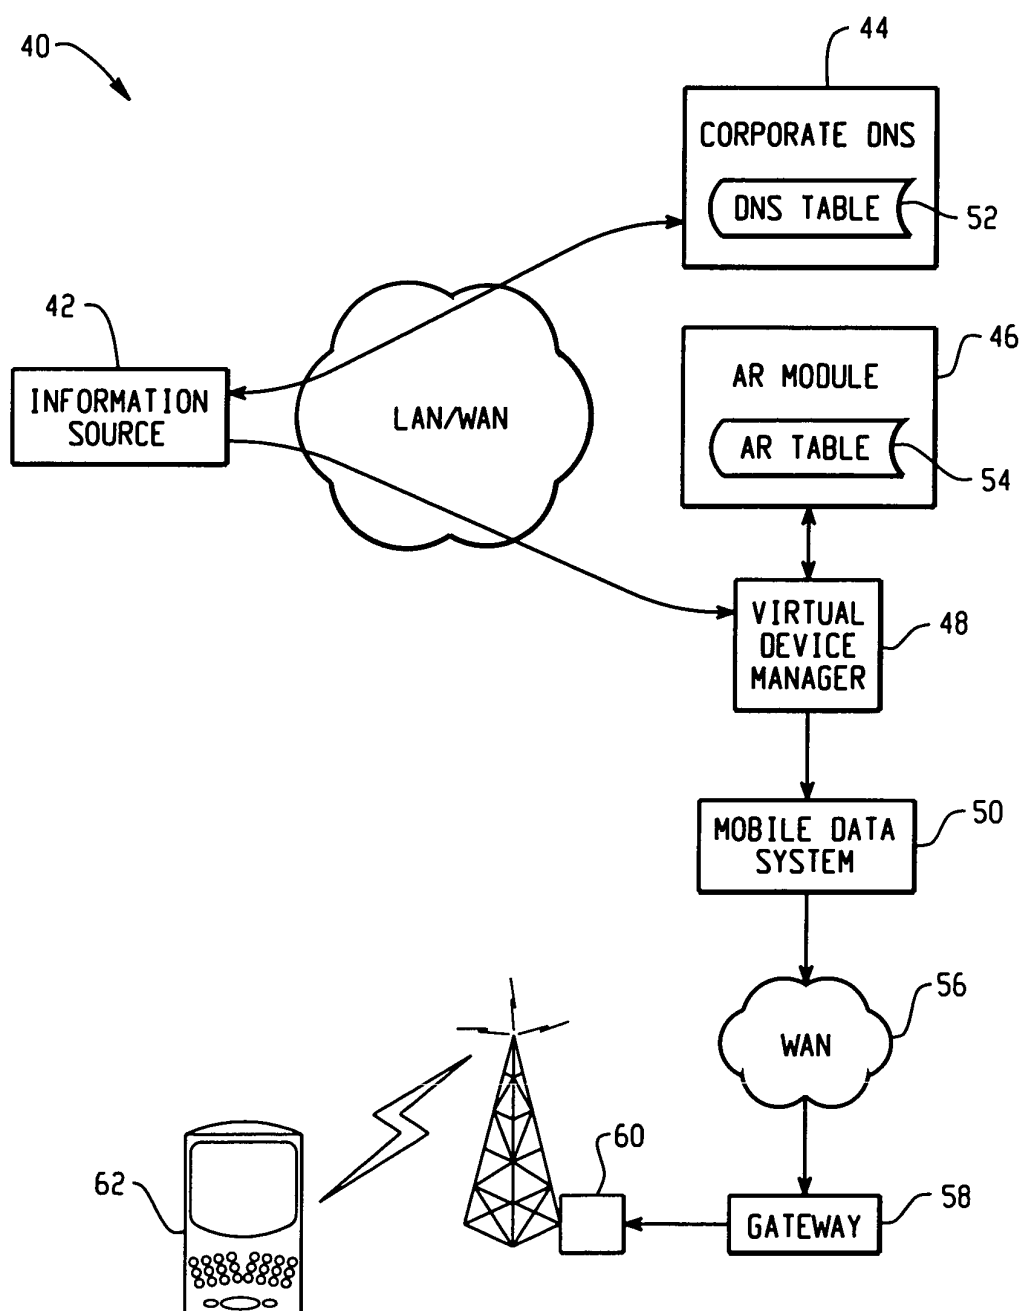 40
44
CORPORATE DNS
DNS TABLE
52
42
INFORMATION
SOURCE
LAN/WAN
46
AR MODULE
AR TABLE
54
VIRTUAL
DEVICE
MANAGER
48
MOBILE DATA
SYSTEM
50
56
WAN
60
62
58
GATEWAY